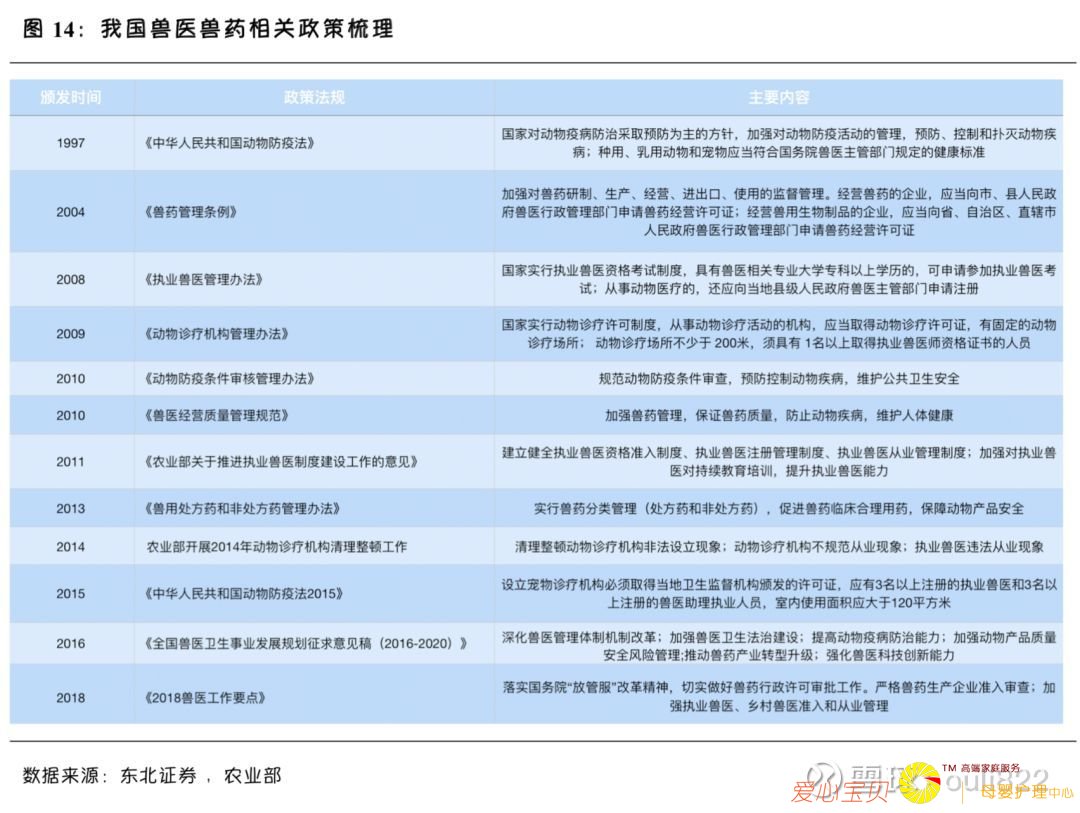 图 14：我国兽医兽药相关政策梳理
颁发时间 政策法规 主要内容
1997 《中华人民共和国动物防疫法》 国家对动物疫病防治采取预防为主的方针，加强对动物防疫活动的管理，预防、控制和扑灭动物疾
病；种用、乳用动物和宠物应当符合国务院兽医主管部门规定的健康标准
2004 《兽药管理条例》 加强对兽药研制、生产、经营、进出口、使用的监督管理。经营兽药的企业，应当向市、县人民政
府兽医行政管理部门申请兽药经营许可证；经营兽用生物制品的企业，应当向省、自治区、直辖市
人民政府兽医行政管理部门申请兽药经营许可证
2008 《执业兽医管理办法》 国家实行执业兽医资格考试制度，具有兽医相关专业大学专科以上学历的，可申请参加执业兽医考
试；从事动物医疗的，还应向当地县级人民政府兽医主管部门申请注册
2009 《动物诊疗机构管理办法》 国家实行动物诊疗许可制度，从事动物诊疗活动的机构，应当取得动物诊疗许可证，有固定的动物
诊疗场所； 动物诊疗场所不少于 200米，须具有 1名以上取得执业兽医师资格证书的人员
2010 《动物防疫条件审核管理办法》 规范动物防疫条件审查，预防控制动物疾病，维护公共卫生安全
2010 《兽医经营质量管理规范》 加强兽药管理，保证兽药质量，防止动物疾病，维护人体健康
2011 《农业部关于推进执业兽医制度建设工作的意见》 建立健全执业兽医资格准入制度、执业兽医注册管理制度、执业兽医从业管理制度；加强对执业兽
医对持续教育培训，提升执业兽医能力
2013 《兽用处方药和非处方药管理办法》 实行兽药分类管理（处方药和非处方药），促进兽药临床合理用药，保障动物产品安全
2014 农业部开展2014年动物诊疗机构清理整顿工作 清理整顿动物诊疗机构非法设立现象；动物诊疗机构不规范从业现象；执业兽医违法从业现象
2015 《中华人民共和国动物防疫法2015》 设立宠物诊疗机构必须取得当地卫生监督机构颁发的许可证，应有3名以上注册的执业兽医和3名以
上注册的兽医助理执业人员，室内使用面积应大于120平方米
2016 《全国兽医卫生事业发展规划征求意见稿（2016-2020）》 深化兽医管理体制机制改革；加强兽医卫生法治建设；提高动物疫病防治能力；加强动物产品质量
安全风险管理;推动兽药产业转型升级；强化兽医科技创新能力
2018 《2018兽医工作要点》 落实国务院“放管服”改革精神，切实做好兽药行政许可审批工作。严格兽药生产企业准入审查；加
强执业兽医、乡村兽医准入和从业管理
数据来源：东北证券 ，农业部
TM 高端家庭服务
爱心宝贝 母婴护理中心